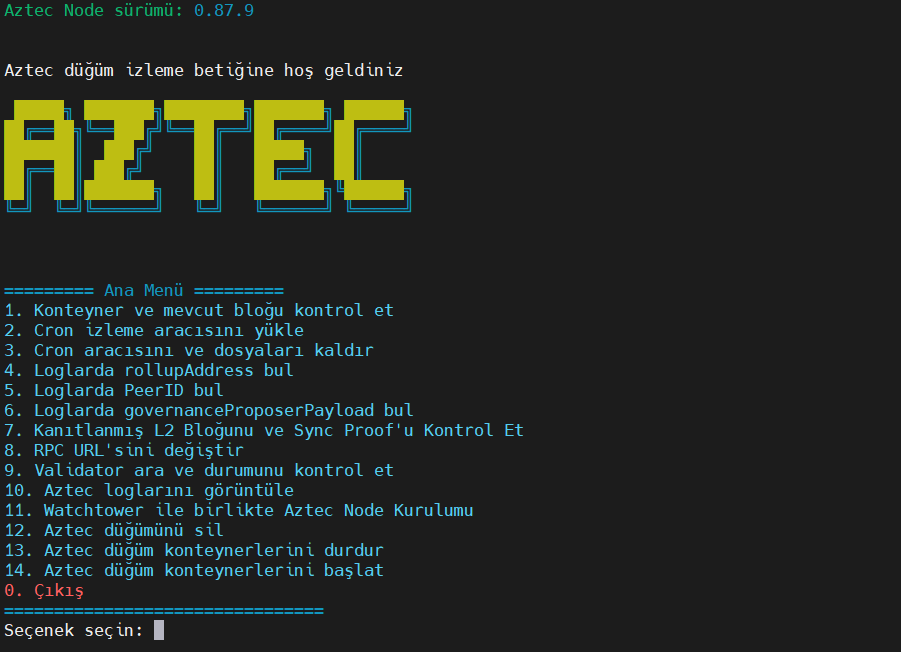 Aztec Node sürümü: 0.87.9
Aztec düğüm izleme betiğine hoş geldiniz
AZTEC
========= Ana Menü =========
1. Konteyner ve mevcut bloğu kontrol et
2. Cron izleme aracısını yükle
3. Cron aracısını ve dosyaları kaldır
4. Loglarda rollupAddress bul
5. Loglarda PeerID bul
6. Loglarda governanceProposerPayload bul
7. Kanıtlanmış L2 Bloğunu ve Sync Proof'u Kontrol Et
8. RPC URL'sini değiştir
9. Validator ara ve durumunu kontrol et
10. Aztec loglarını görüntüle
11. Watchtower ile birlikte Aztec Node Kurulumu
12. Aztec düğümünü sil
13. Aztec düğüm konteynerlerini durdur
14. Aztec düğüm konteynerlerini başlat
0. Çıkış
================================
Seçenek seçin: